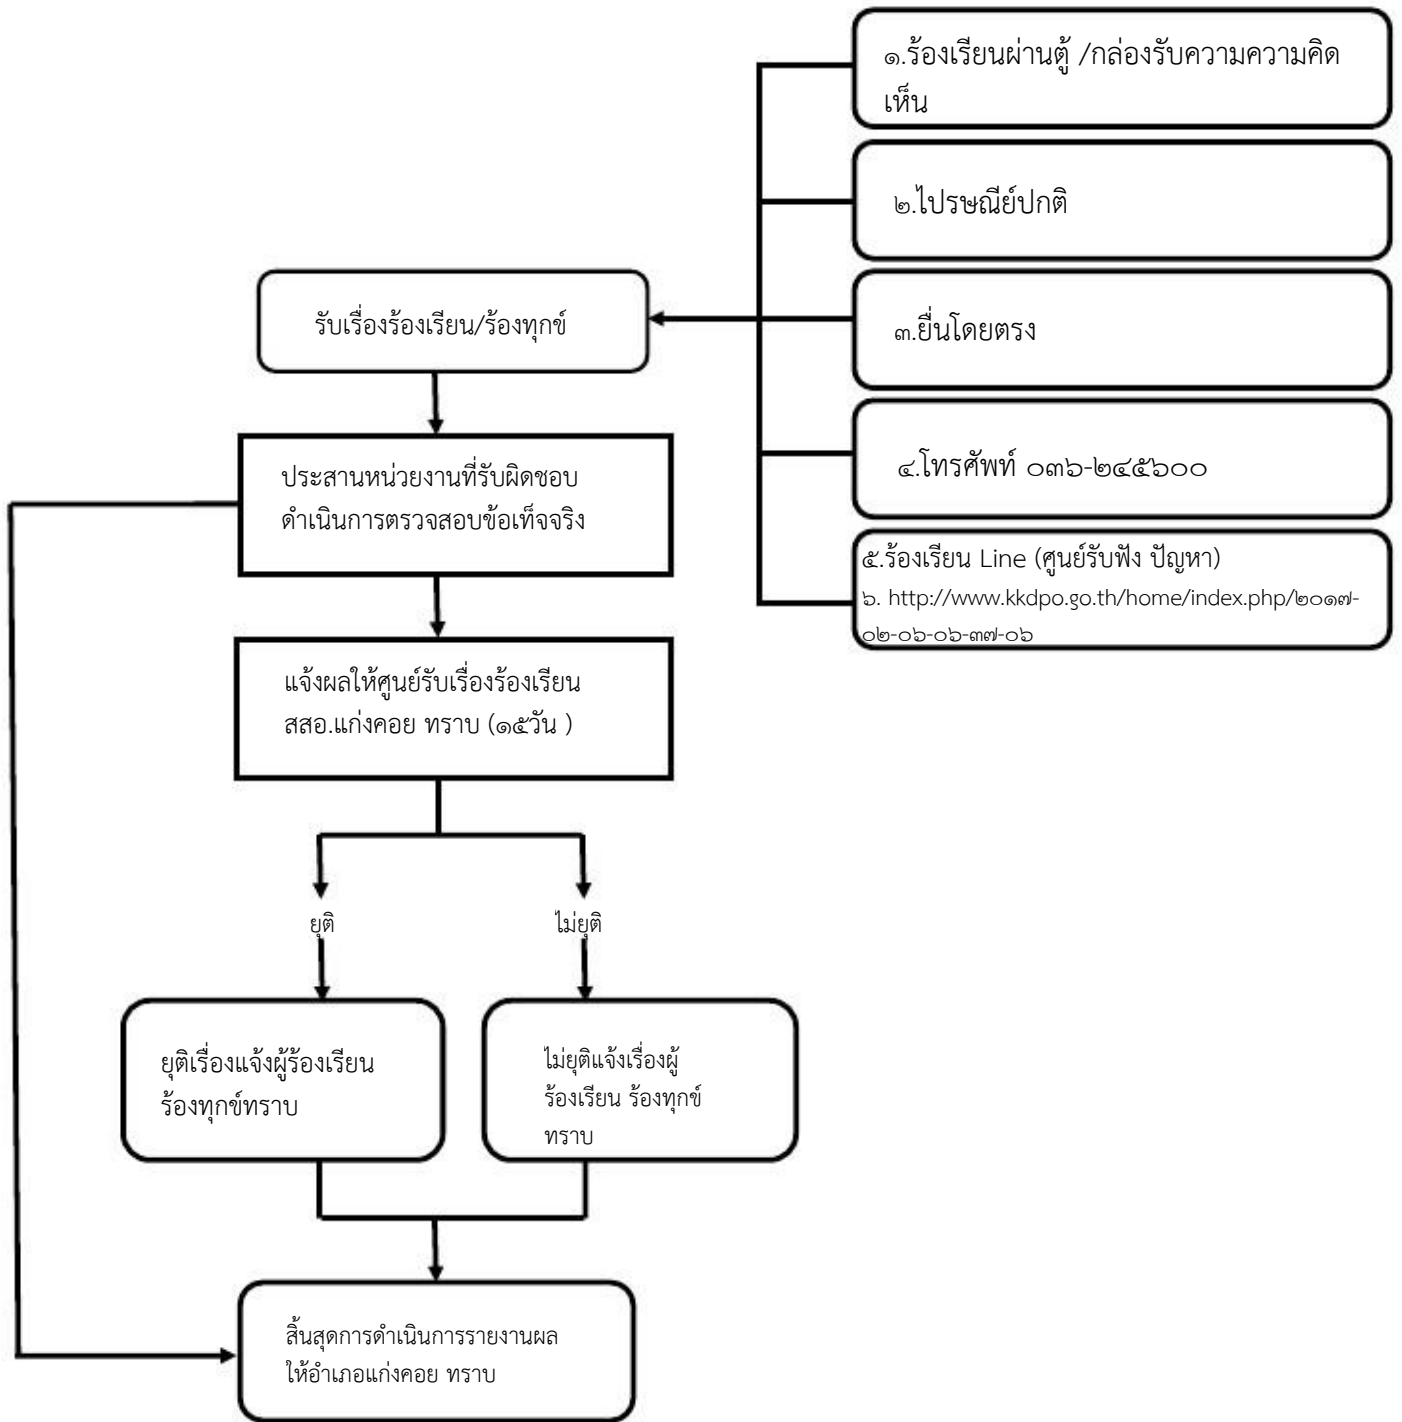 ๑.ร้องเรียนผ่านตู้ /กล่องรับความความคิด
เห็น
๒.ไปรษณีย์ปกติ
รับเรื่องร้องเรียน/ร้องทุกข์
๓.ยื่นโดยตรง
๔.โทรศัพท์ ๐๓๖-๒๔๕๖๐๐
ประสานหน่วยงานที่รับผิดชอบ
ดำเนินการตรวจสอบข้อเท็จจริง
๕.ร้องเรียน Line (ศูนย์รับฟัง ปัญหา)
๖. http://www.kkdpo.go.th/home/index.php/๒๐๑๗-
๐๒-๐๖-๐๖-๓๗-๐๖
แจ้งผลให้ศูนย์รับเรื่องร้องเรียน
สสอ.แก่งคอย ทราบ (๑๕วัน )
ยุติ
ไม่ยุติ
ยุติเรื่องแจ้งผู้ร้องเรียน
ร้องทุกข์ทราบ
ไม่ยุติแจ้งเรื่องผู้
ร้องเรียน ร้องทุกข์
ทราบ
สิ้นสุดการดำเนินการรายงานผล
ให้อำเภอแก่งคอย ทราบ